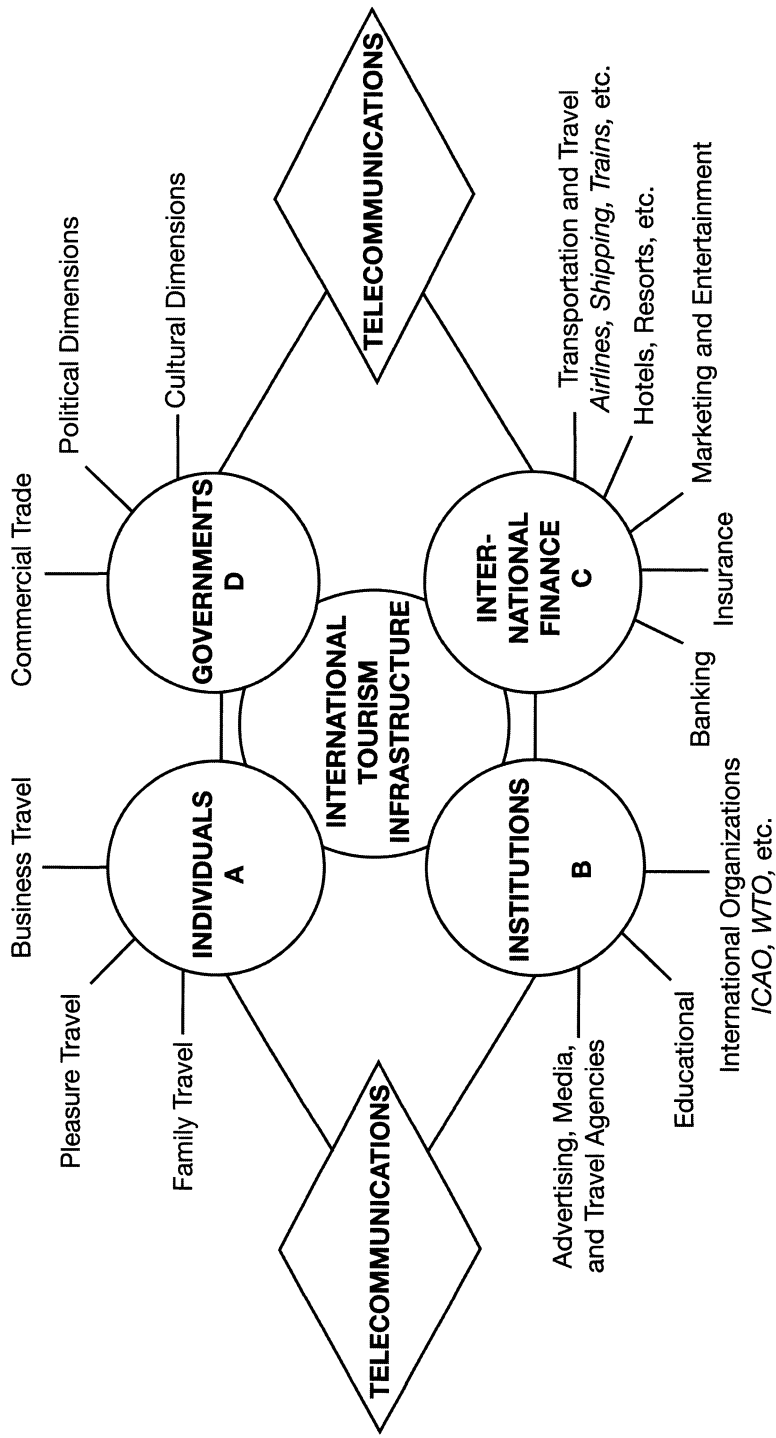 Business Travel
Commercial Trade
Pleasure Travel
Political Dimensions
Family Travel
Cultural Dimensions
INDIVIDUALS
A
GOVERNMENTS
D
TELECOMMUNICATIONS
INTERNATIONAL
TOURISM
INFRASTRUCTURE
TELECOMMUNICATIONS
INSTITUTIONS
B
INTER-
NATIONAL
FINANCE
C
Advertising, Media,
and Travel Agencies
Transportation and Travel
Airlines, Shipping, Trains, etc.
Hotels, Resorts, etc.
Educational
Banking
Marketing and Entertainment
International Organizations
ICAO, WTO, etc.
Insurance